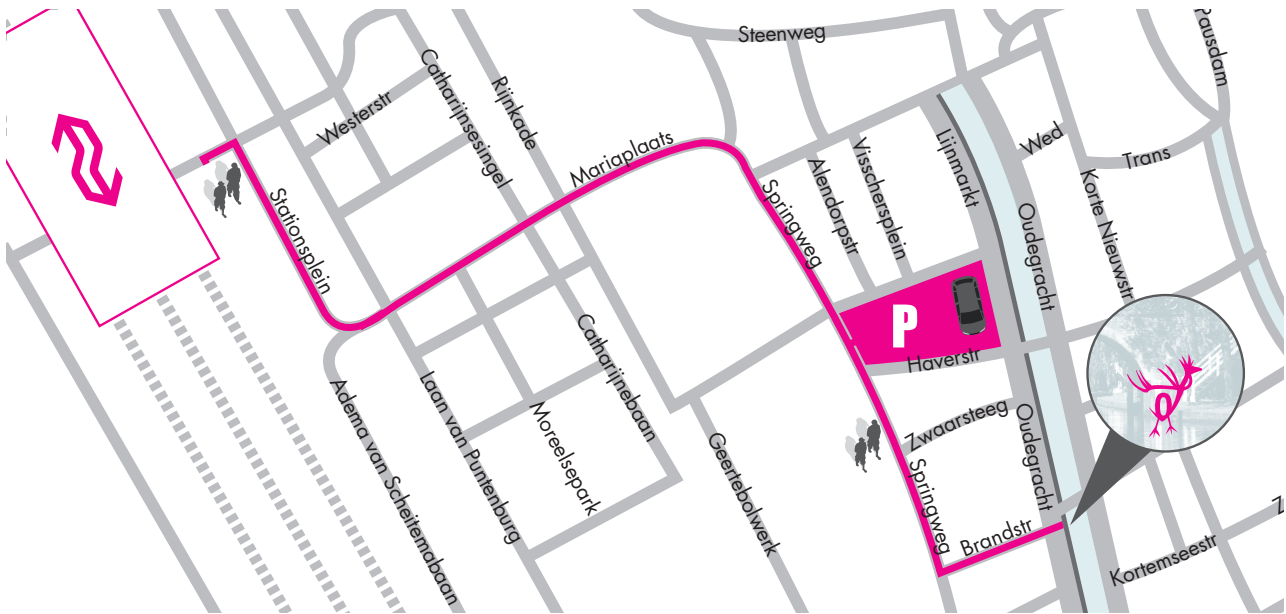 Steenweg
Pausdam
Catharijnsesingel
Rijnkade
Westerstr
Mariaplaats
Lijnmarkt
Wed
Trans
Visschersplein
Alendorpstr
Springweg
Korte Nieuwstr
Stationsplein
Oudegracht
P
Haverstr
Catharijnebaan
Adema van Scheltemabaan
Laan van Puntenburg
Moreelsepark
Zwaarsteeg
Oudegracht
Geertebolwerk
Springweg
Brandstr
Kortemseestr
Z